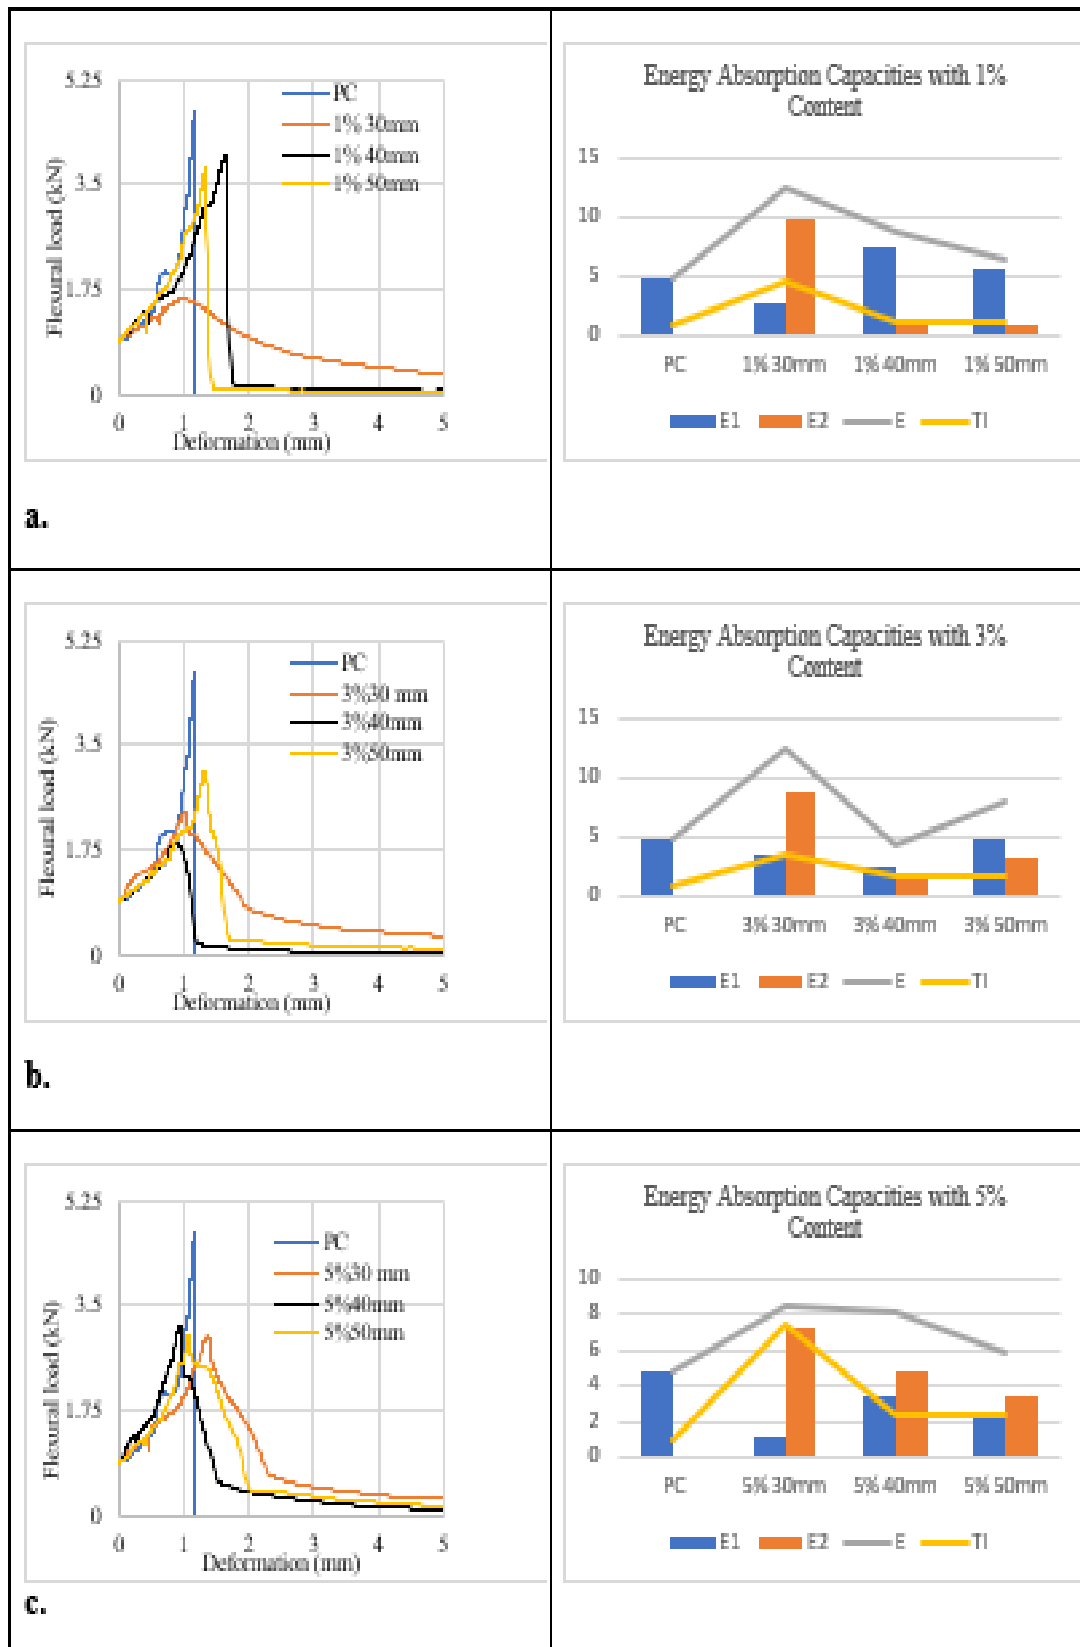 5.25
3.5
1.75
0
Flexural load (kN)
PC
1% 30mm
1% 40mm
1% 50mm
0 1 2 3 4 5
Deformation (mm)
Energy Absorption Capacities with 1%
Content
15
10
5
0
PC 1% 30mm 1% 40mm 1% 50mm
E1 E2 E TI
a.
5.25
3.5
1.75
0
Flexural load (kN)
PC
3%30 mm
3%40mm
3%50mm
0 1 2 3 4 5
Deformation (mm)
Energy Absorption Capacities with 3%
Content
15
10
5
0
PC 3% 30mm 3% 40mm 3% 50mm
E1 E2 E TI
b.
5.25
3.5
1.75
0
Flexural load (kN)
PC
5%30 mm
5%40mm
5%50mm
0 1 2 3 4 5
Deformation (mm)
Energy Absorption Capacities with 5%
Content
10
8
6
4
2
0
PC 5% 30mm 5% 40mm 5% 50mm
E1 E2 E TI
c.